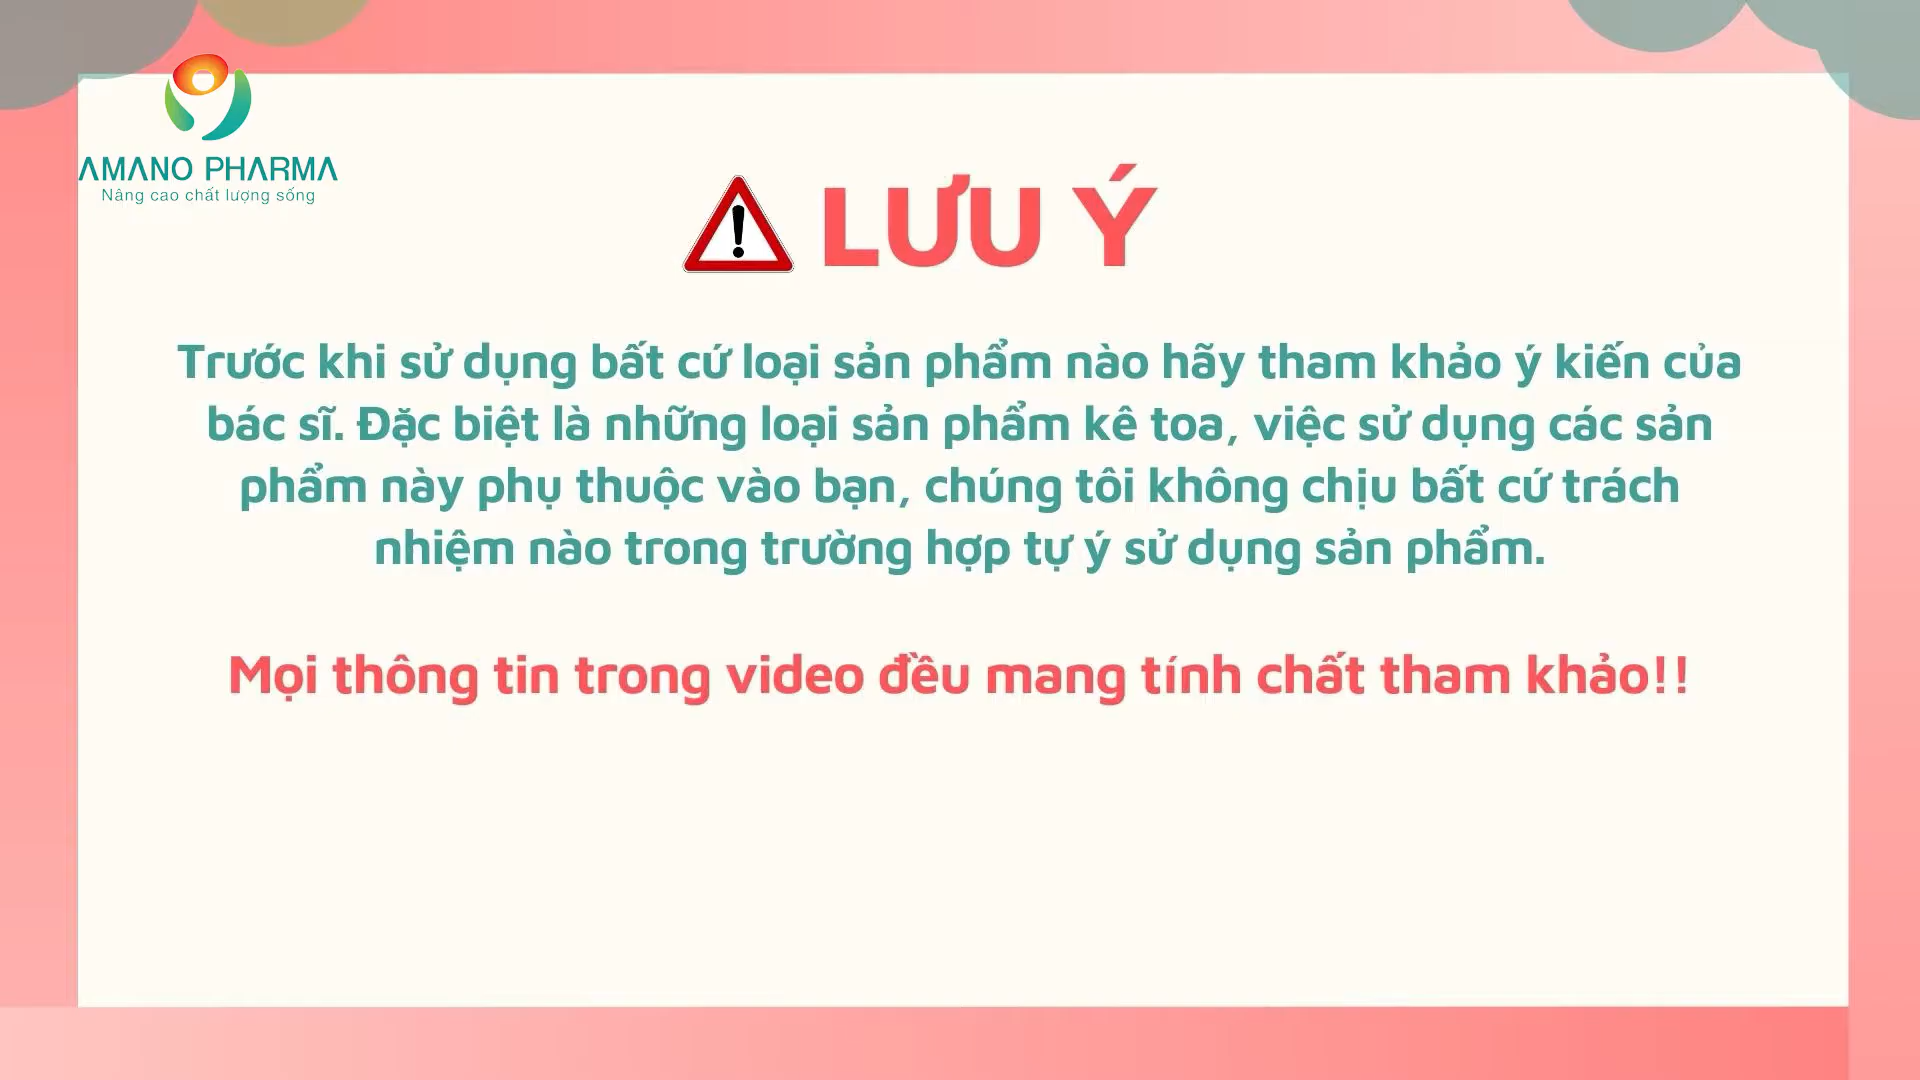 AMANO PHARMA
Nâng cao chất lượng sống
LƯU Ý
Trước khi sử dụng bất cứ loại sản phẩm nào hãy tham khảo ý kiến của
bác sĩ. Đặc biệt là những loại sản phẩm kê toa, việc sử dụng các sản
phẩm này phụ thuộc vào bạn, chúng tôi không chịu bất cứ trách
nhiệm nào trong trường hợp tự ý sử dụng sản phẩm.
Mọi thông tin trong video đều mang tính chất tham khảo!!